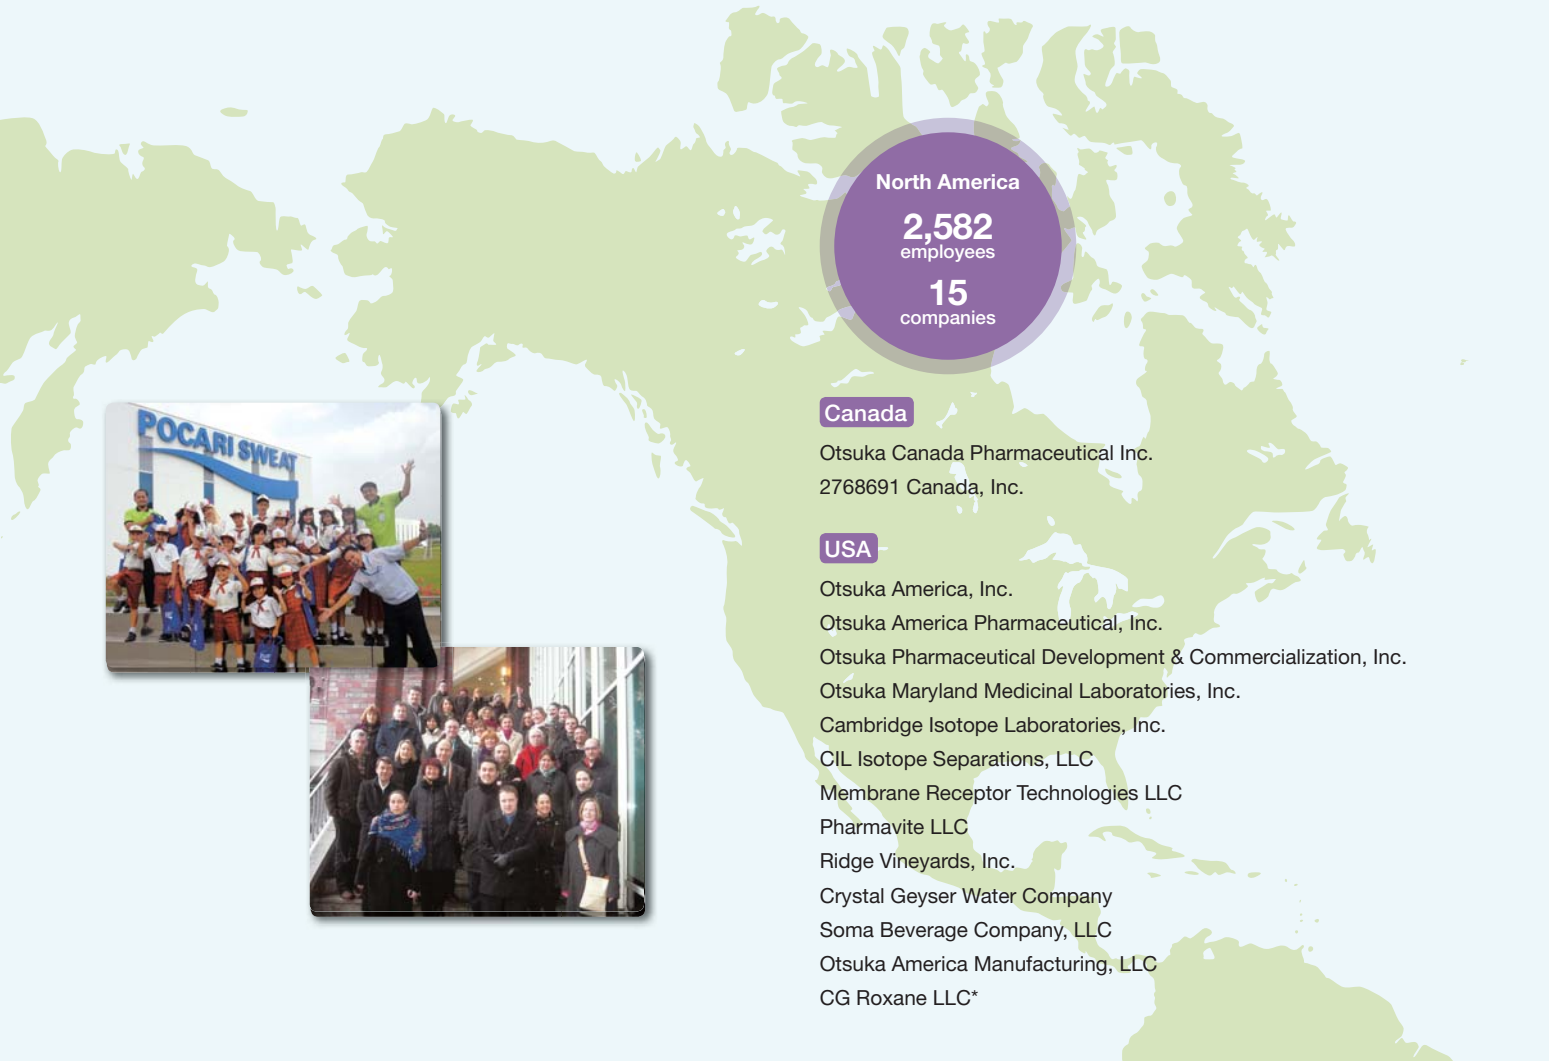 North America
2,582
employees
15
companies
POCARI SWEAT
Canada
Otsuka Canada Pharmaceutical Inc.
2768691 Canada, Inc.
USA
Otsuka America, Inc.
Otsuka America Pharmaceutical, Inc.
Otsuka Pharmaceutical Development & Commercialization, Inc.
Otsuka Maryland Medicinal Laboratories, Inc.
Cambridge Isotope Laboratories, Inc.
CIL Isotope Separations, LLC
Membrane Receptor Technologies LLC
Pharmavite LLC
Ridge Vineyards, Inc.
Crystal Geyser Water Company
Soma Beverage Company, LLC
Otsuka America Manufacturing, LLC
CG Roxane LLC*